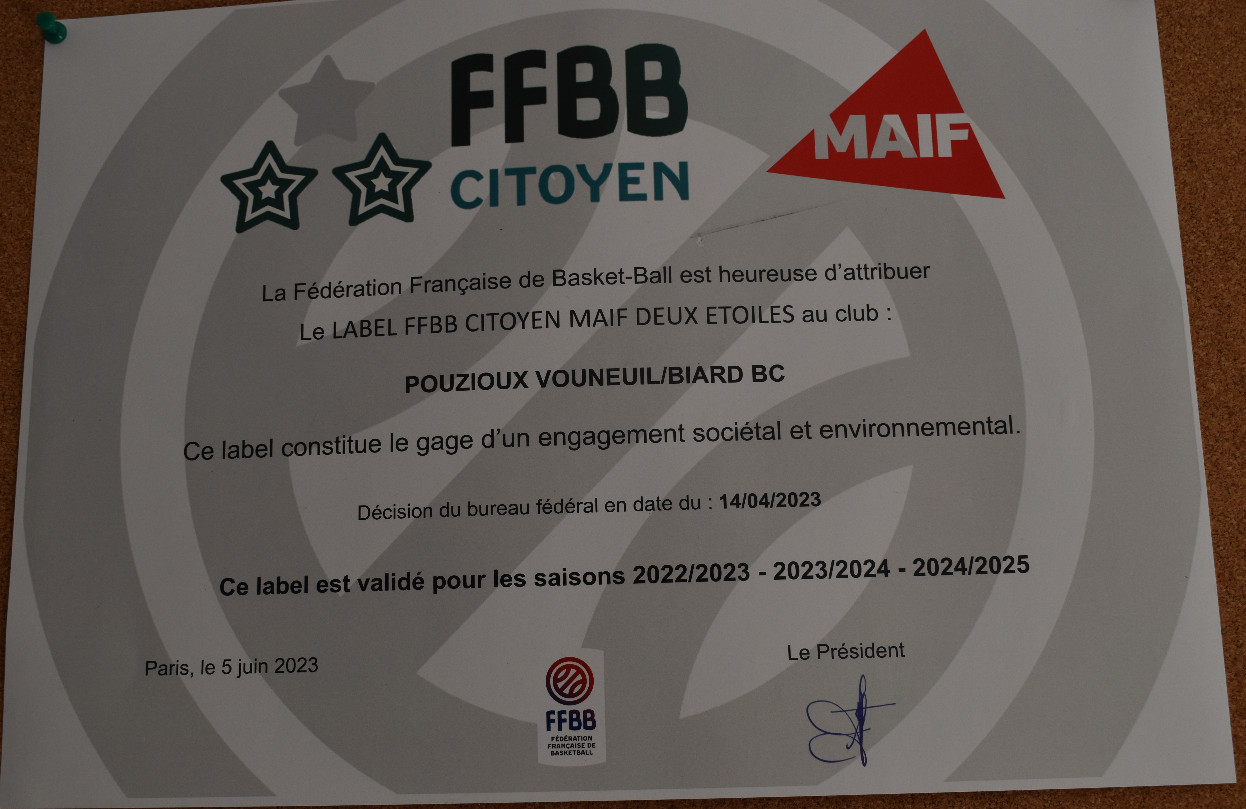 FFBB
CITOYEN
MAIF
La Fédération Française de Basket-Ball est heureuse d'attribuer
Le LABEL FFBB CITOYEN MAIF DEUX ETOILES au club :
POUZIOUX VOUNEUIL/BIARD BC
Ce label constitue le gage d'un engagement sociétal et environnemental.
Décision du bureau fédéral en date du : 14/04/2023
Ce label est validé pour les saisons 2022/2023 - 2023/2024 - 2024/2025
Paris, le 5 juin 2023
Le Président
FFBB
FÉDÉRATION
FRANÇAISE DE
BASKETBALL